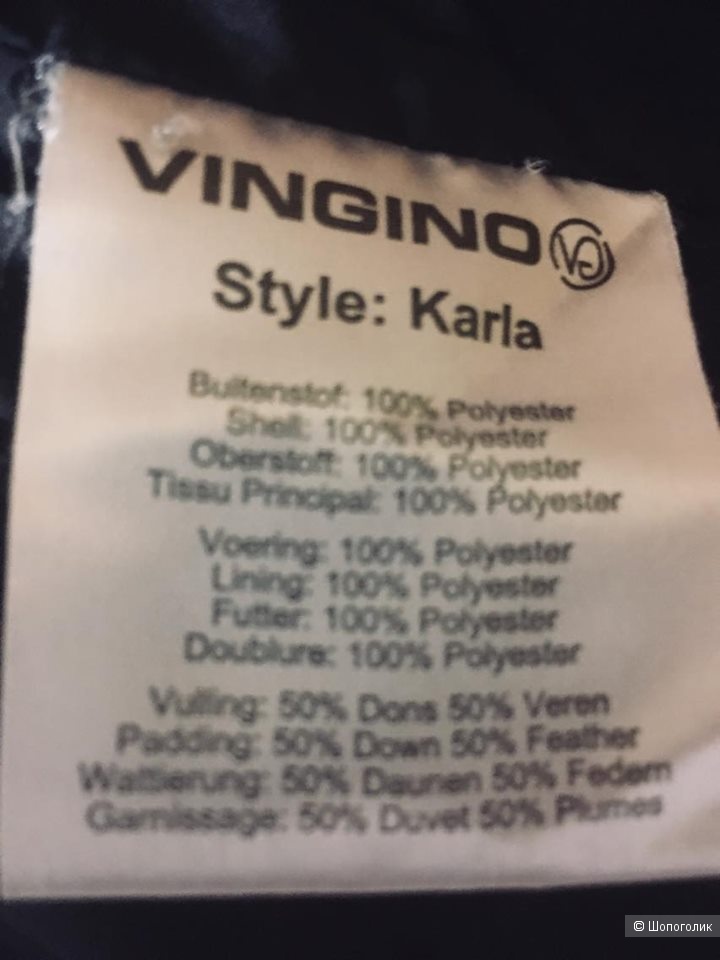 VINGINO VG
Style: Karla
Buitenstof: 100% Polyester
Shell: 100% Polyester
Oberstoff: 100% Polyester
Tissu Principal: 100% Polyester
Voering: 100% Polyester
Lining: 100% Polyester
Futter: 100% Polyester
Doublure: 100% Polyester
Vulling: 50% Dons 50% Veren
Padding: 50% Down 50% Feather
Wattierung: 50% Daunen 50% Federn
Garnissage: 50% Duvet 50% Plumes
© Шопоголик